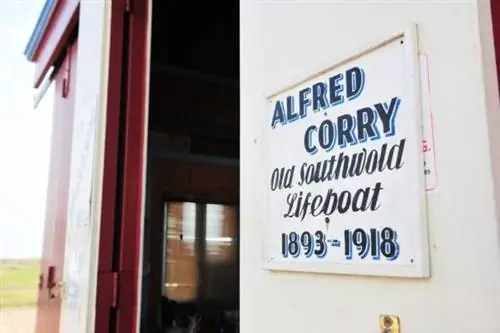 ALFRED
CORRY
Old Southwold
Lifeboat
1893-1918